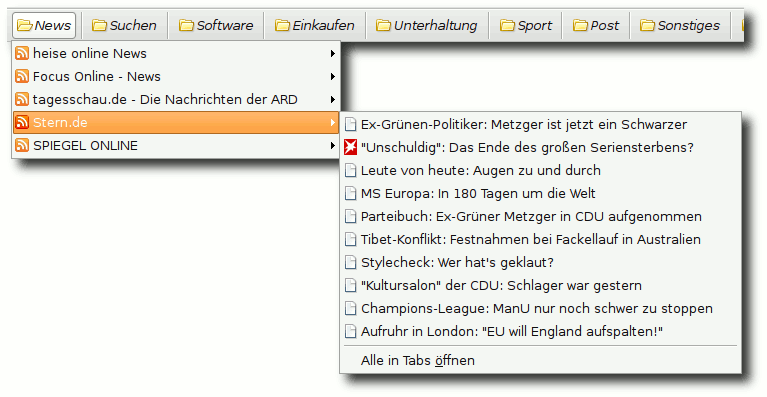 News Suchen Software Einkaufen Unterhaltung Sport Post Sonstiges
heise online News
Focus Online - News
tagesschau.de - Die Nachrichten der ARD
Stern.de
SPIEGEL ONLINE
Ex-Grünen-Politiker: Metzger ist jetzt ein Schwarzer
"Unschuldig": Das Ende des großen Seriensterbens?
Leute von heute: Augen zu und durch
MS Europa: In 180 Tagen um die Welt
Parteibuch: Ex-Grüner Metzger in CDU aufgenommen
Tibet-Konflikt: Festnahmen bei Fackellauf in Australien
Stylecheck: Wer hat's geklaut?
"Kultursalon" der CDU: Schlager war gestern
Champions-League: ManU nur noch schwer zu stoppen
Aufruhr in London: "EU will England aufspalten!"
Alle in Tabs öffnen